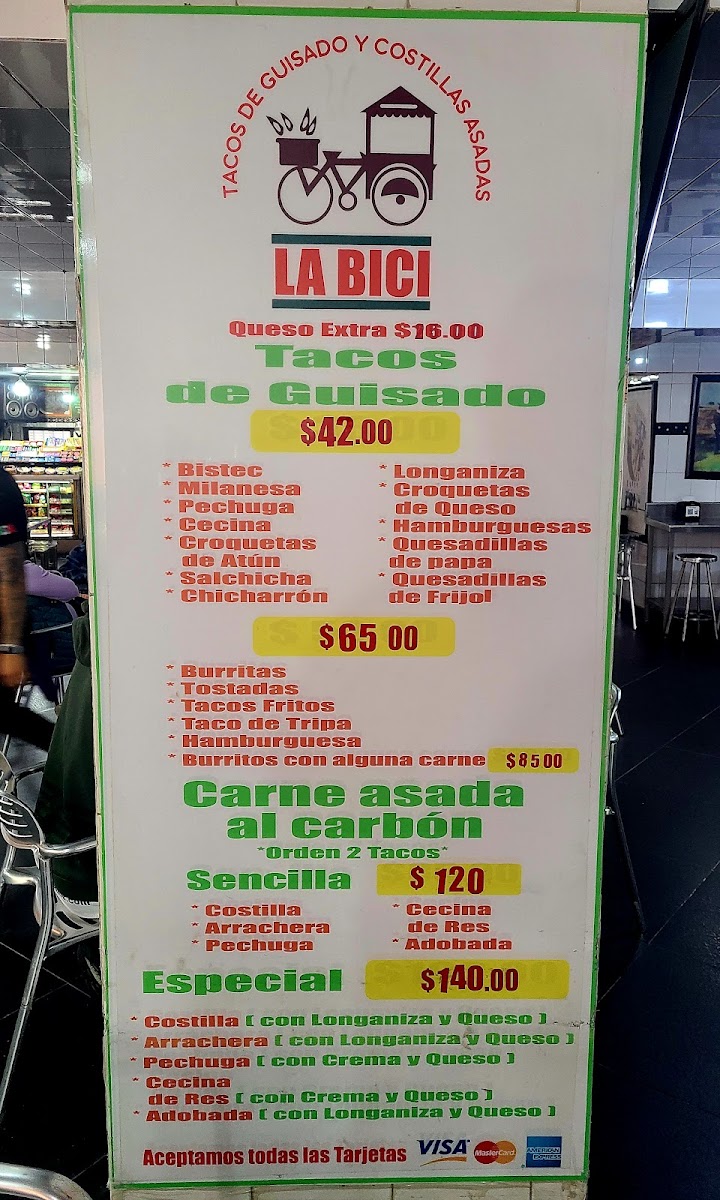 TACOS DE GUISADO Y COSTILLAS ASADAS
LA BICI
Queso Extra $16.00
Tacos
de Guisado
$42.00
* Bistec
* Milanesa
* Pechuga
* Cecina
* Croquetas
de Atún
* Salchicha
* Chicharrón
* Longaniza
* Croquetas
de Queso
* Hamburguesas
* Quesadillas
de papa
* Quesadillas
de Frijol
$65 00
* Burritas
* Tostadas
* Tacos Fritos
* Taco de Tripa
* Hamburguesa
* Burritos con alguna carne $8500
Carne asada
al carbón
*Orden 2 Tacos*
Sencilla $ 120
* Costilla
* Arrachera
* Pechuga
* Cecina
de Res
* Adobada
Especial $140.00
* Costilla ( con Longaniza y Queso )
* Arrachera ( con Longaniza y Queso )
* Pechuga ( con Crema y Queso )
* Cecina
de Res ( con Crema y Queso )
* Adobada ( con Longaniza y Queso )
Aceptamos todas las Tarjetas VISA MasterCard AMERICAN EXPRESS